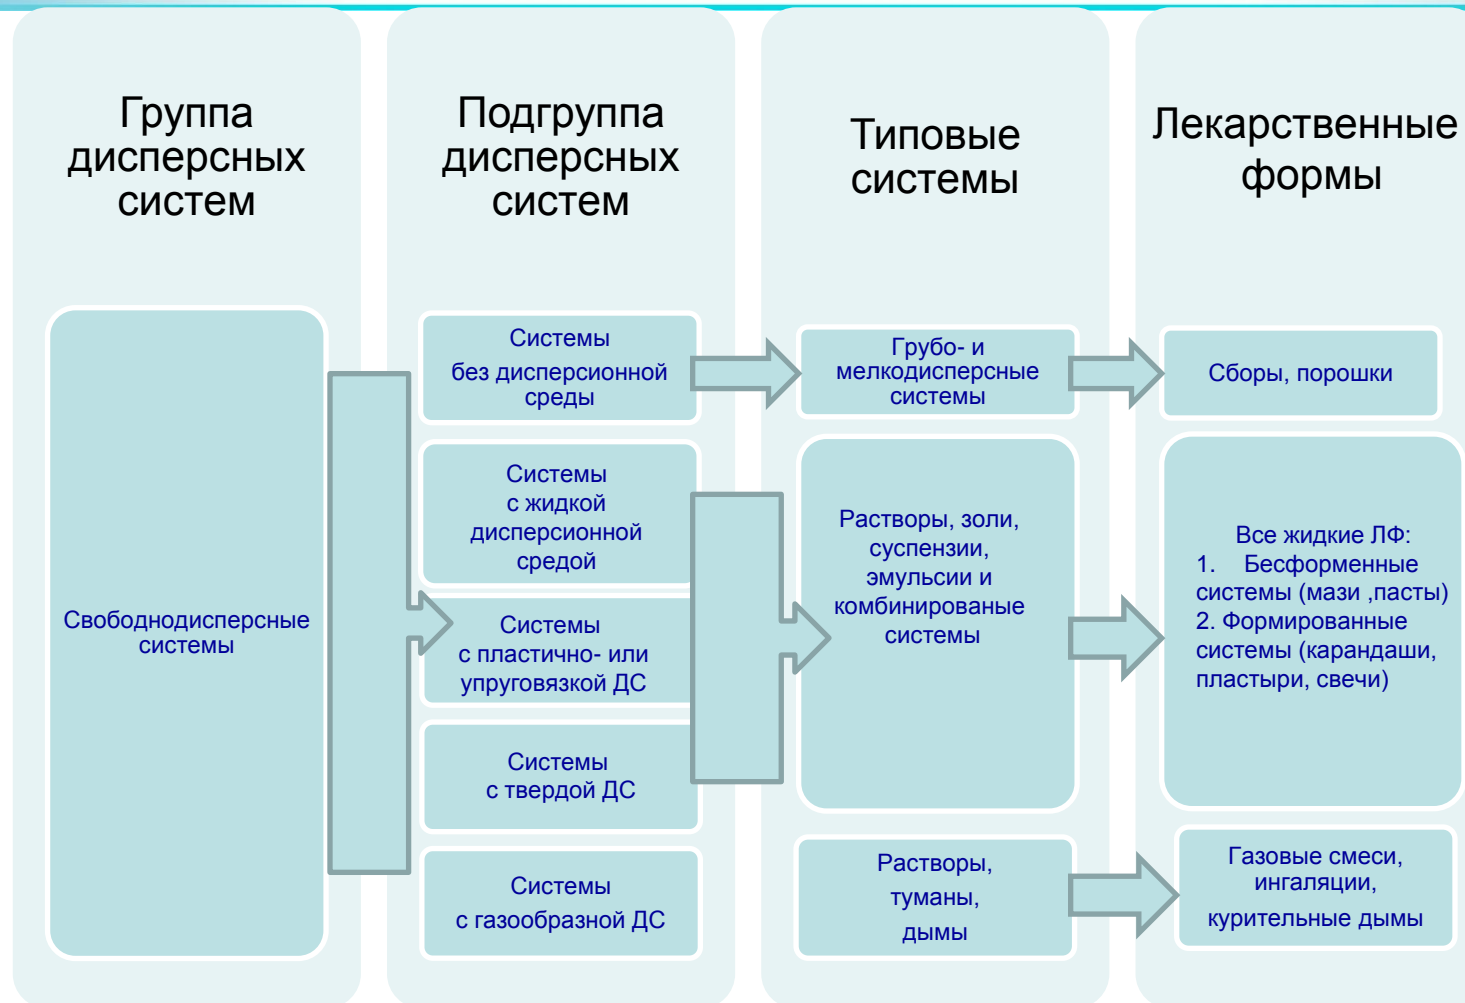 Группа
дисперсных
систем
Подгруппа
дисперсных
систем
Типовые
системы
Лекарственные
формы
Свободнодисперсные
системы
Системы
без дисперсионной
среды
Системы
с жидкой
дисперсионной
средой
Системы
с пластично- или
упруговязкой ДС
Системы
с твердой ДС
Системы
с газообразной ДС
Грубо- и
мелкодисперсные
системы
Растворы, золи,
суспензии,
эмульсии и
комбинированые
системы
Растворы,
туманы,
дымы
Сборы, порошки
Все жидкие ЛФ:
1. Бесформенные
системы (мази ,пасты)
2. Формированные
системы (карандаши,
пластыри, свечи)
Газовые смеси,
ингаляции,
курительные дымы